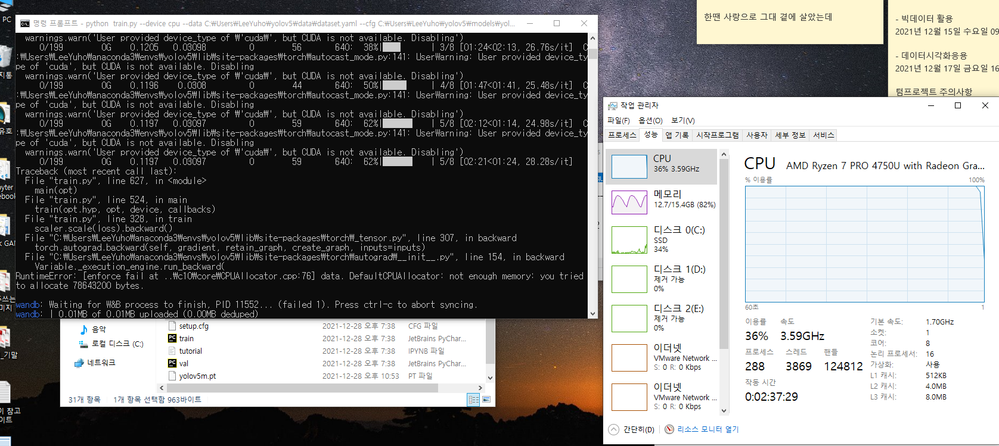 PC
지통
유호
명령 프롬프트 - python  train.py --device cpu --data C:₩Users₩LeeYuho₩yolov5₩data₩dataset.yaml --cfg C:₩Users₩LeeYuho₩yolov5₩models₩yol...
warnings.warn('User provided device_type of ₩'cuda₩', but CUDA is not available. Disabling')
0/199 0G 0.1205 0.03098 0 56 640: 38%| | 3/8 [01:24<02:13, 26.76s/it] C
:₩Users₩LeeYuho₩anaconda3₩envs₩yolov5₩lib₩site-packages₩torch₩autocast_mode.py:141: UserWarning: User provided device_ty
pe of 'cuda', but CUDA is not available. Disabling
warnings.warn('User provided device_type of ₩'cuda₩', but CUDA is not available. Disabling')
0/199 0G 0.1196 0.0308 0 44 640: 50%| | 4/8 [01:47<01:41, 25.48s/it] C
:₩Users₩LeeYuho₩anaconda3₩envs₩yolov5₩lib₩site-packages₩torch₩autocast_mode.py:141: UserWarning: User provided device_ty
pe of 'cuda', but CUDA is not available. Disabling
warnings.warn('User provided device_type of ₩'cuda₩', but CUDA is not available. Disabling')
0/199 0G 0.1197 0.03097 0 59 640: 62%| | 5/8 [02:12<01:14, 24.98s/it] C
:₩Users₩LeeYuho₩anaconda3₩envs₩yolov5₩lib₩site-packages₩torch₩autocast_mode.py:141: UserWarning: User provided device_ty
pe of 'cuda', but CUDA is not available. Disabling
warnings.warn('User provided device_type of ₩'cuda₩', but CUDA is not available. Disabling')
0/199 0G 0.1197 0.03097 0 59 640: 62%| | 5/8 [02:21<01:24, 28.28s/it]
Traceback (most recent call last):
File "train.py", line 627, in <module>
main(opt)
File "train.py", line 524, in main
train(opt.hyp, opt, device, callbacks)
File "train.py", line 328, in train
scaler.scale(loss).backward()
File "C:₩Users₩LeeYuho₩anaconda3₩envs₩yolov5₩lib₩site-packages₩torch₩_tensor.py", line 307, in backward
torch.autograd.backward(self, gradient, retain_graph, create_graph, inputs=inputs)
File "C:₩Users₩LeeYuho₩anaconda3₩envs₩yolov5₩lib₩site-packages₩torch₩autograd₩__init__.py", line 154, in backward
Variable._execution_engine.run_backward(
RuntimeError: [enforce fail at ..₩c10₩core₩CPUAllocator.cpp:76] data. DefaultCPUAllocator: not enough memory: you tried
to allocate 78643200 bytes.
wandb: Waiting for W&B process to finish, PID 11552... (failed 1). Press ctrl-c to abort syncing.
wandb: | 0.01MB of 0.01MB uploaded (0.00MB deduped)
음악
로컬 디스크 (C:)
네트워크
setup.cfg 2021-12-28 오후 7:38 CFG 파일
train 2021-12-28 오후 7:38 JetBrains PyChar...
tutorial 2021-12-28 오후 7:38 IPYNB 파일
val 2021-12-28 오후 7:38 JetBrains PyChar...
yolov5m.pt 2021-12-28 오후 10:53 PT 파일
31개 항목 1개 항목 선택함 963바이트
한땐 사랑으로 그대 곁에 살았는데
- 빅데이터 활용
2021년 12월 15일 수요일 09
- 데이터시각화응용
2021년 12월 17일 금요일 16
텀프로젝트 주의사항
작업 관리자
파일(F) 옵션(O) 보기(V)
프로세스 성능 앱 기록 시작프로그램 사용자 세부 정보 서비스
CPU
36% 3.59GHz
메모리
12.7/15.4GB (82%)
디스크 0(C:)
SSD
34%
디스크 1(D:)
제거 가능
0%
디스크 2(E:)
제거 가능
0%
이더넷
VMware Network ...
S: 0 R: 0 Kbps
이더넷
VMware Network ...
S: 0 R: 0 Kbps
CPU AMD Ryzen 7 PRO 4750U with Radeon Gra...
% 이용률 100%
60초 1
이용률 속도
36% 3.59GHz
프로세스 스레드 핸들
288 3869 124812
작동 시간
0:02:37:29
기본 속도: 1.70GHz
소켓: 1
코어: 8
논리 프로세서: 16
가상화: 사용
L1 캐시: 512KB
L2 캐시: 4.0MB
L3 캐시: 8.0MB
간단히(D) 리소스 모니터 열기